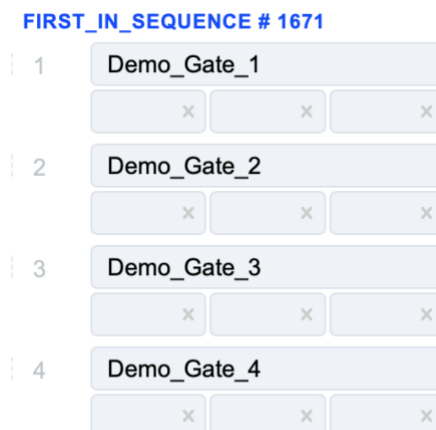 FIRST_IN_SEQUENCE # 1671
1 Demo_Gate_1
x x x
2 Demo_Gate_2
x x x
3 Demo_Gate_3
x x x
4 Demo_Gate_4
x x x